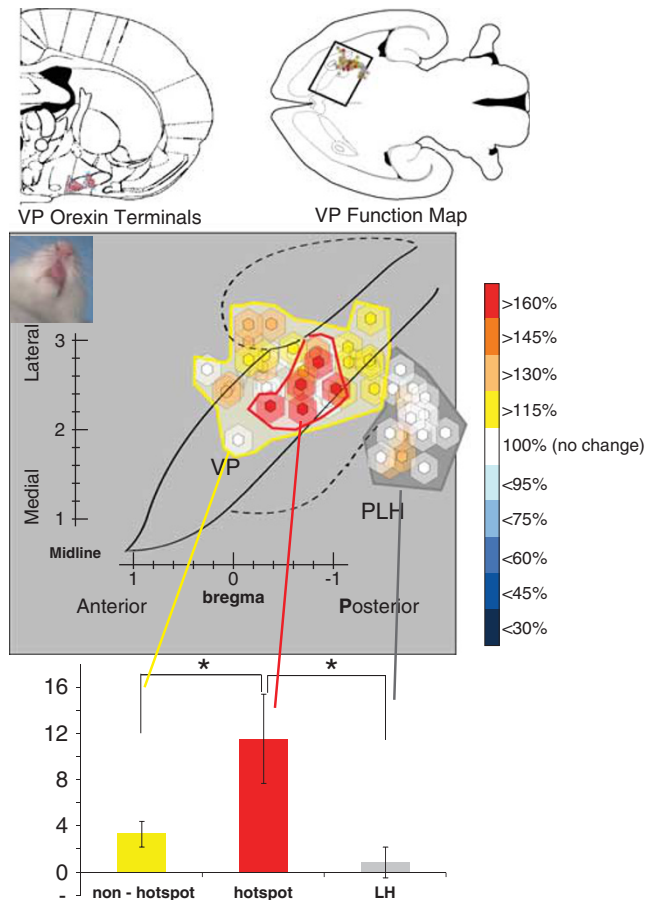 VP Orexin Terminals
VP Function Map
Lateral
Medial
3
2
1
VP
PLH
Midline
1
0
-1
Anterior
bregma
Posterior
>160%
>145%
>130%
>115%
100% (no change)
<95%
<75%
<60%
<45%
<30%
16
12
8
4
0
-
*
*
non - hotspot
hotspot
LH